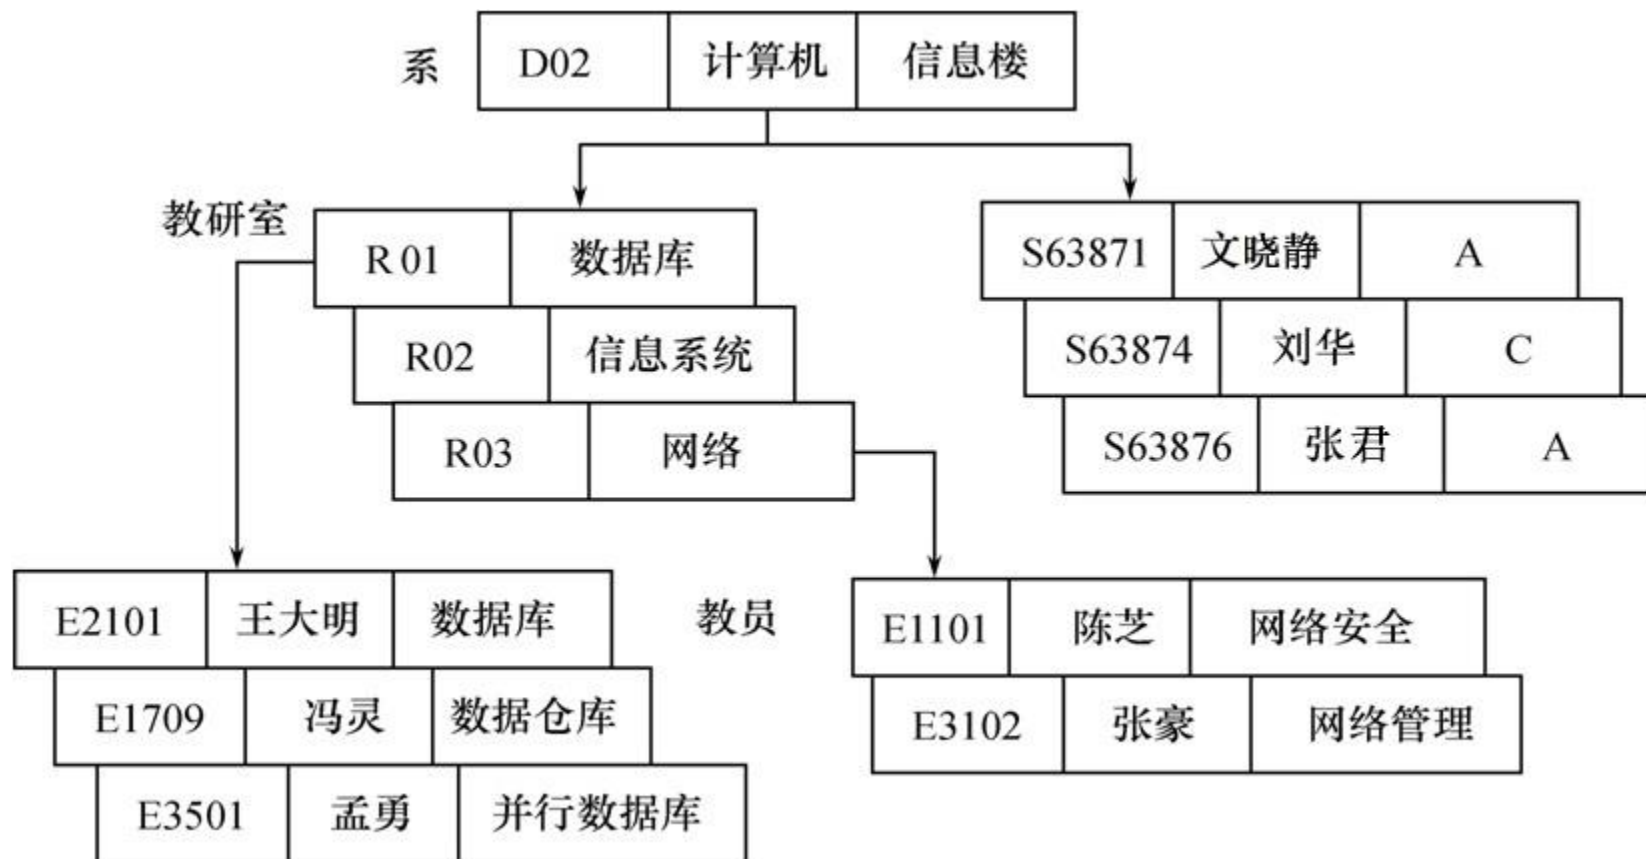 系 D02 计算机 信息楼
教研室 R 01 数据库
R02 信息系统
R03 网络
S63871 文晓静 A
S63874 刘华 C
S63876 张君 A
E2101 王大明 数据库
E1709 冯灵 数据仓库
E3501 孟勇 并行数据库
教员
E1101 陈芝 网络安全
E3102 张豪 网络管理